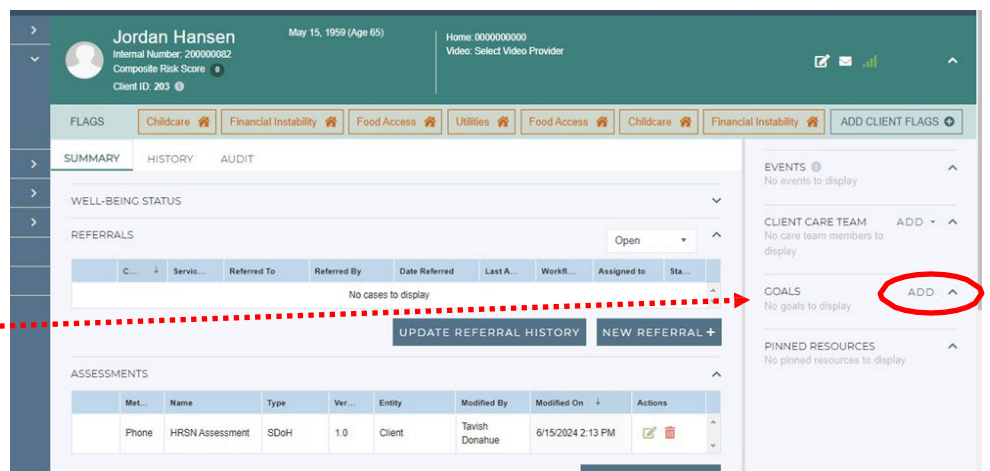 Jordan Hansen
May 15, 1959 (Age 65)
Home: 0000000000
Internal Number: 200000082
Video: Select Video Provider
Composite Risk Score 0
Client ID: 203
FLAGS Childcare Financial Instability Food Access Utilities Food Access Childcare Financial Instability ADD CLIENT FLAGS
SUMMARY HISTORY AUDIT
WELL-BEING STATUS
REFERRALS
Open
C... Servic... Referred To Referred By Date Referred Last A... Workfl... Assigned to Sta...
No cases to display
UPDATE REFERRAL HISTORY NEW REFERRAL +
ASSESSMENTS
Met... Name Type Ver... Entity Modified By Modified On Actions
Phone HRSN Assessment SDoH 1.0 Client Tavish Donahue 6/15/2024 2:13 PM
EVENTS
No events to display
CLIENT CARE TEAM ADD
No care team members to
display
GOALS ADD
No goals to display
PINNED RESOURCES
No pinned resources to display